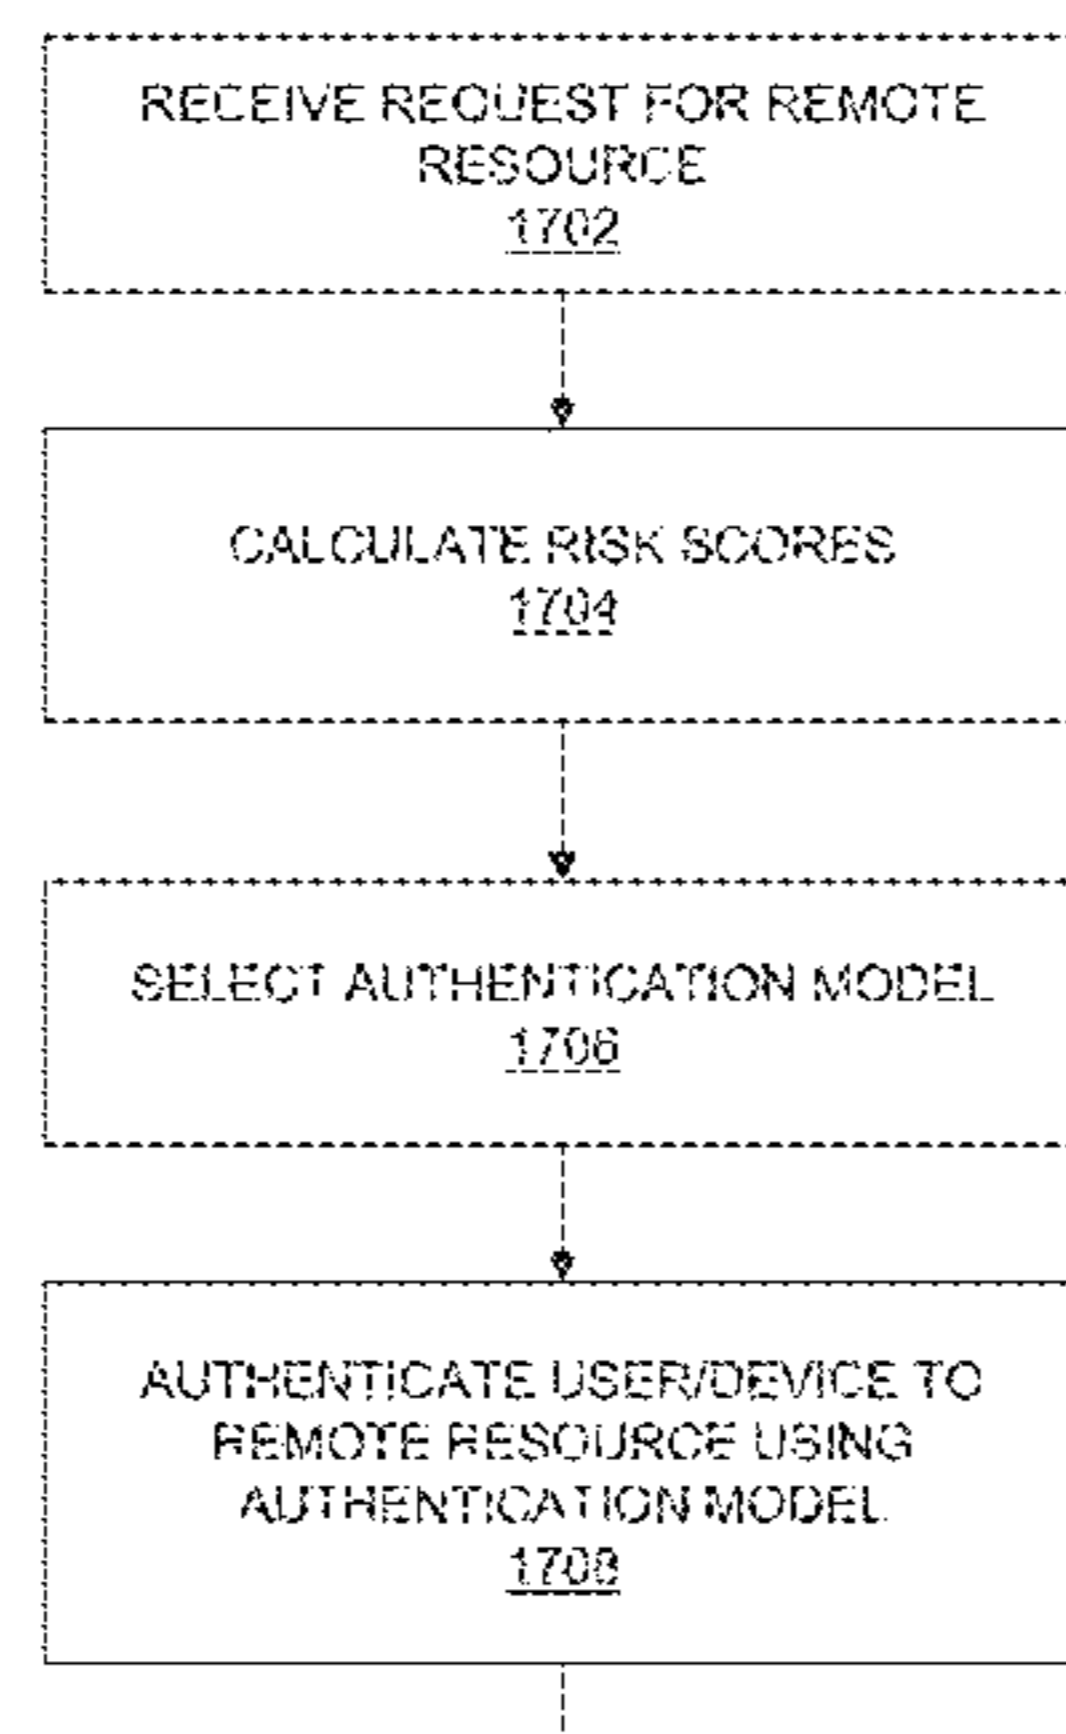 RECEIVE REQUEST FOR REMOTE
RESOURCE
1702
CALCULATE RISK SCORES
1704
SELECT AUTHENTICATION MODEL
1706
AUTHENTICATE USER/DEVICE TO
REMOTE RESOURCE USING
AUTHENTICATION MODEL
1708